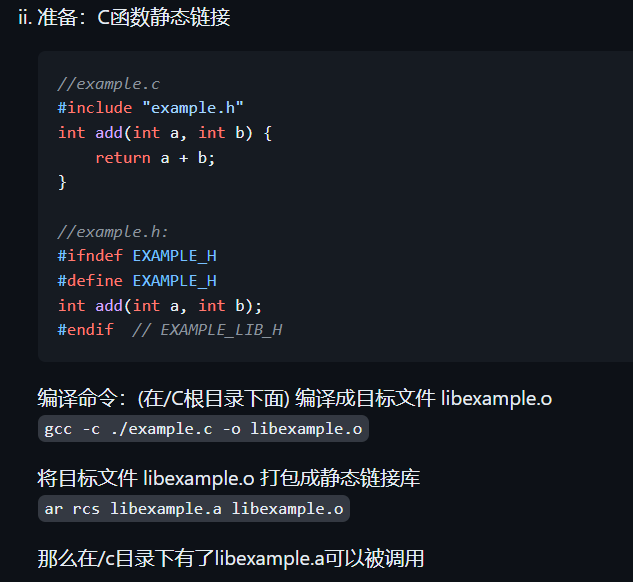 ii. 准备：C函数静态链接
//example.c
#include "example.h"
int add(int a, int b) {
    return a + b;
}
//example.h:
#ifndef EXAMPLE_H
#define EXAMPLE_H
int add(int a, int b);
#endif  // EXAMPLE_LIB_H
编译命令：(在/C根目录下面) 编译成目标文件 libexample.o
gcc -c ./example.c -o libexample.o
将目标文件 libexample.o 打包成静态链接库
ar rcs libexample.a libexample.o
那么在/c目录下有了libexample.a可以被调用